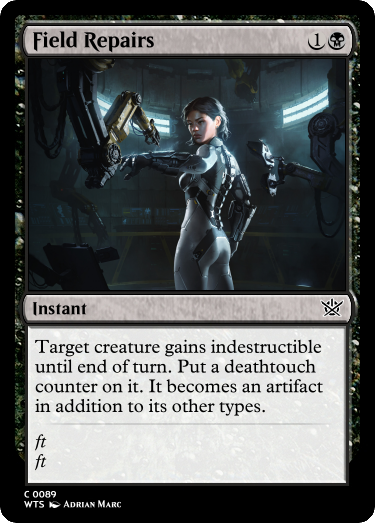 Field Repairs 1
Instant
Target creature gains indestructible
until end of turn. Put a deathtouch
counter on it. It becomes an artifact
in addition to its other types.
ft
ft
C 0089
WTS Adrian Marc